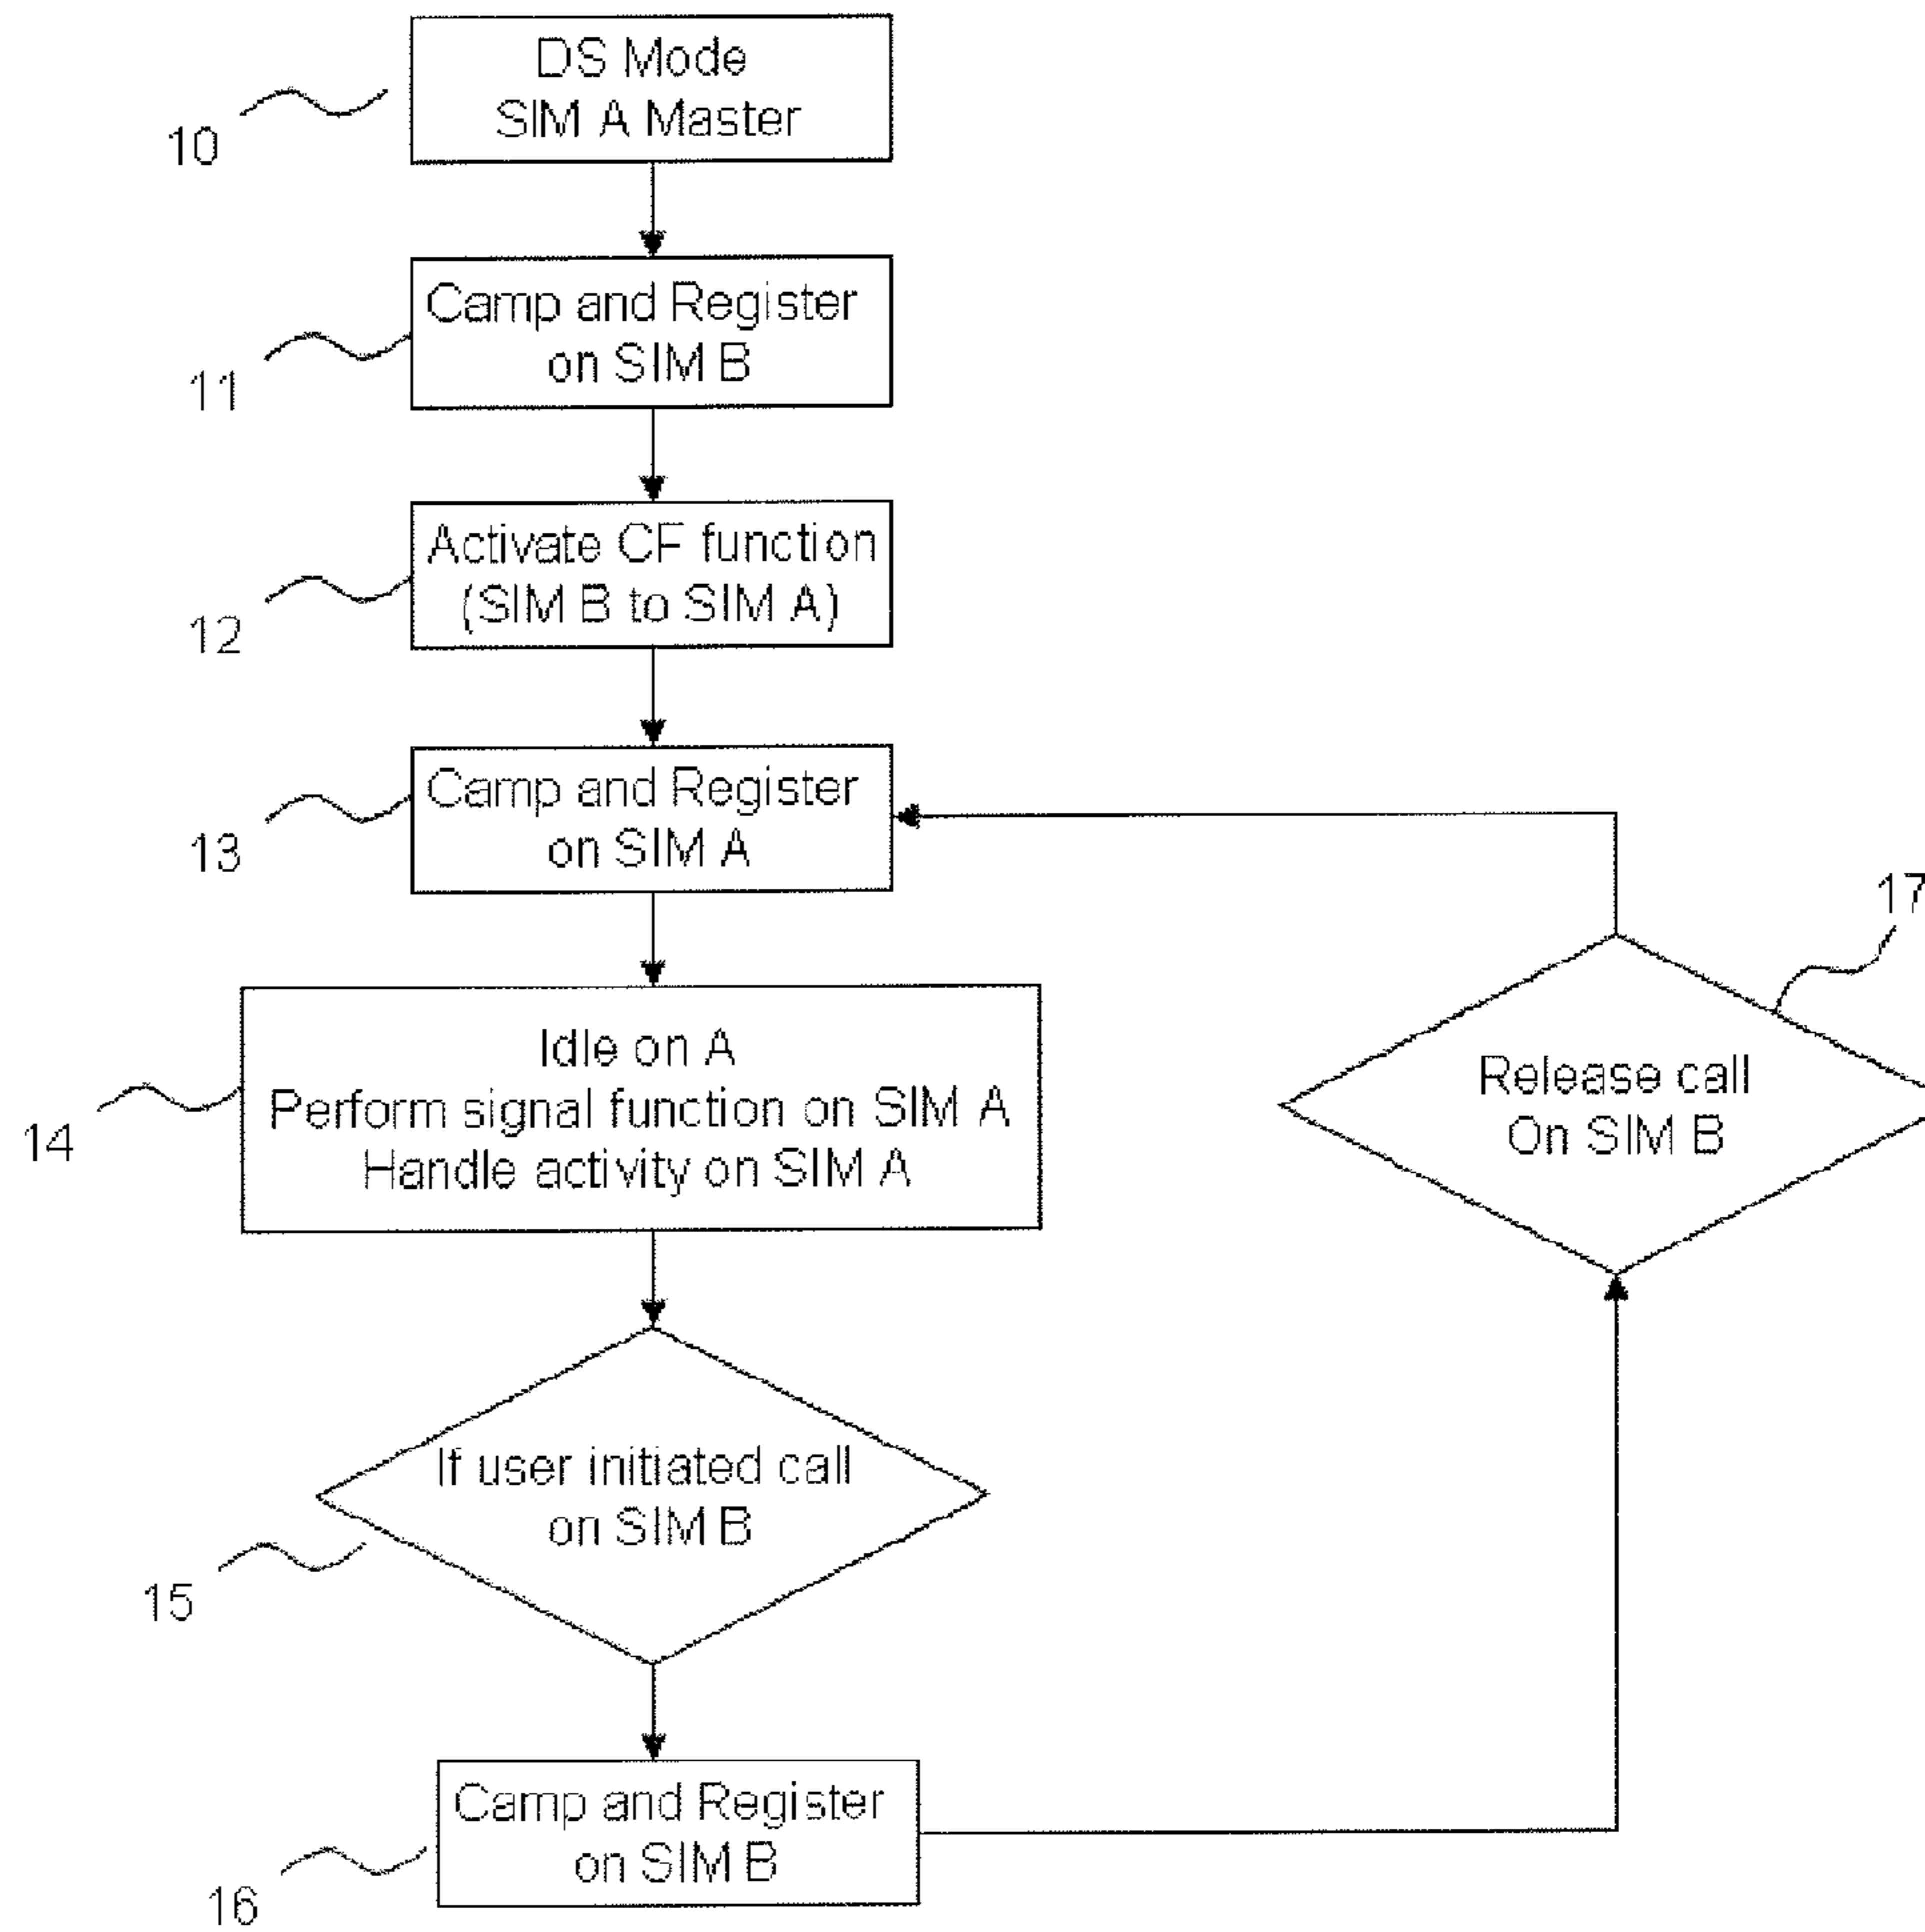 DS Mode
SIM A Master
10
Camp and Register
on SIM B
11
Activate CF function
(SIM B to SIM A)
12
Camp and Register
on SIM A
13
17
Idle on A
Perform signal function on SIM A
Handle activity on SIM A
14
Release call
On SIM B
If user initiated call
on SIM B
15
Camp and Register
on SIM B
16